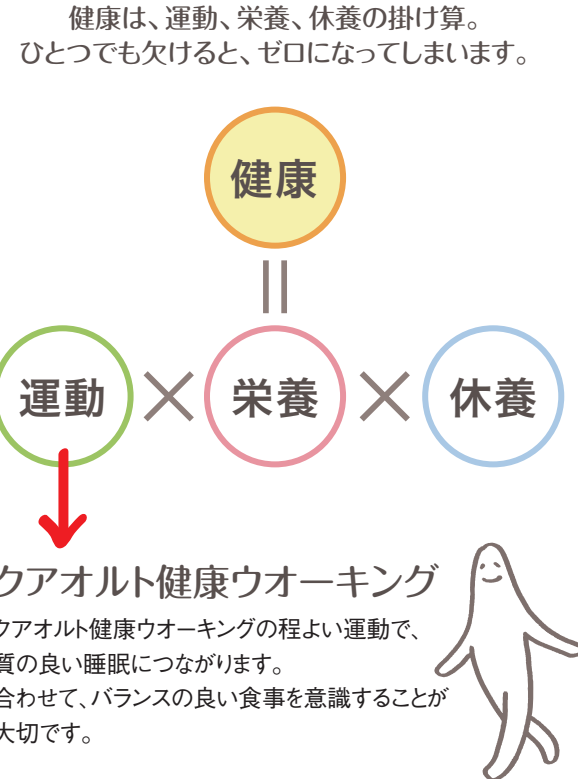 健康は、運動、栄養、休養の掛け算。
ひとつでも欠けると、ゼロになってしまいます。
健康
||
運動 × 栄養 × 休養
クアオルト健康ウオーキング
クアオルト健康ウオーキングの程よい運動で、
質の良い睡眠につながります。
合わせて、バランスの良い食事を意識することが
大切です。